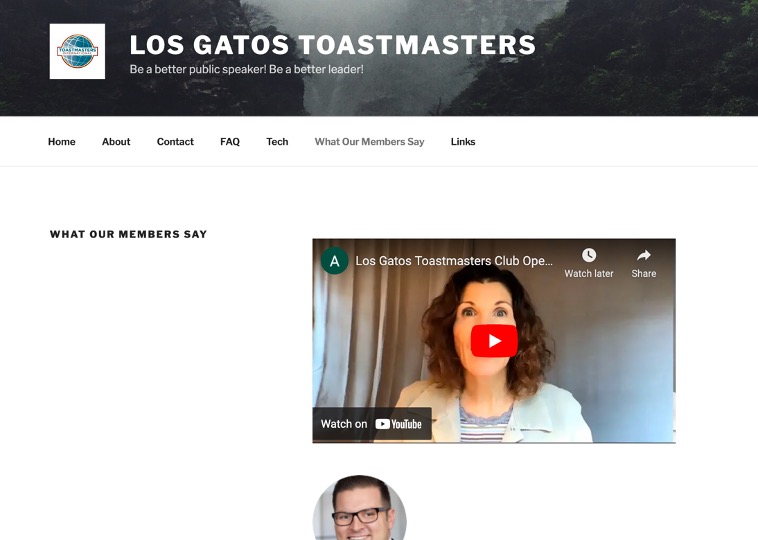 TOASTMASTERS
LOS GATOS TOASTMASTERS
Be a better public speaker! Be a better leader!
Home
About
Contact
FAQ
Tech
What Our Members Say
Links
WHAT OUR MEMBERS SAY
A
Los Gatos Toastmasters Club Ope...
Watch later
Share
Watch on YouTube